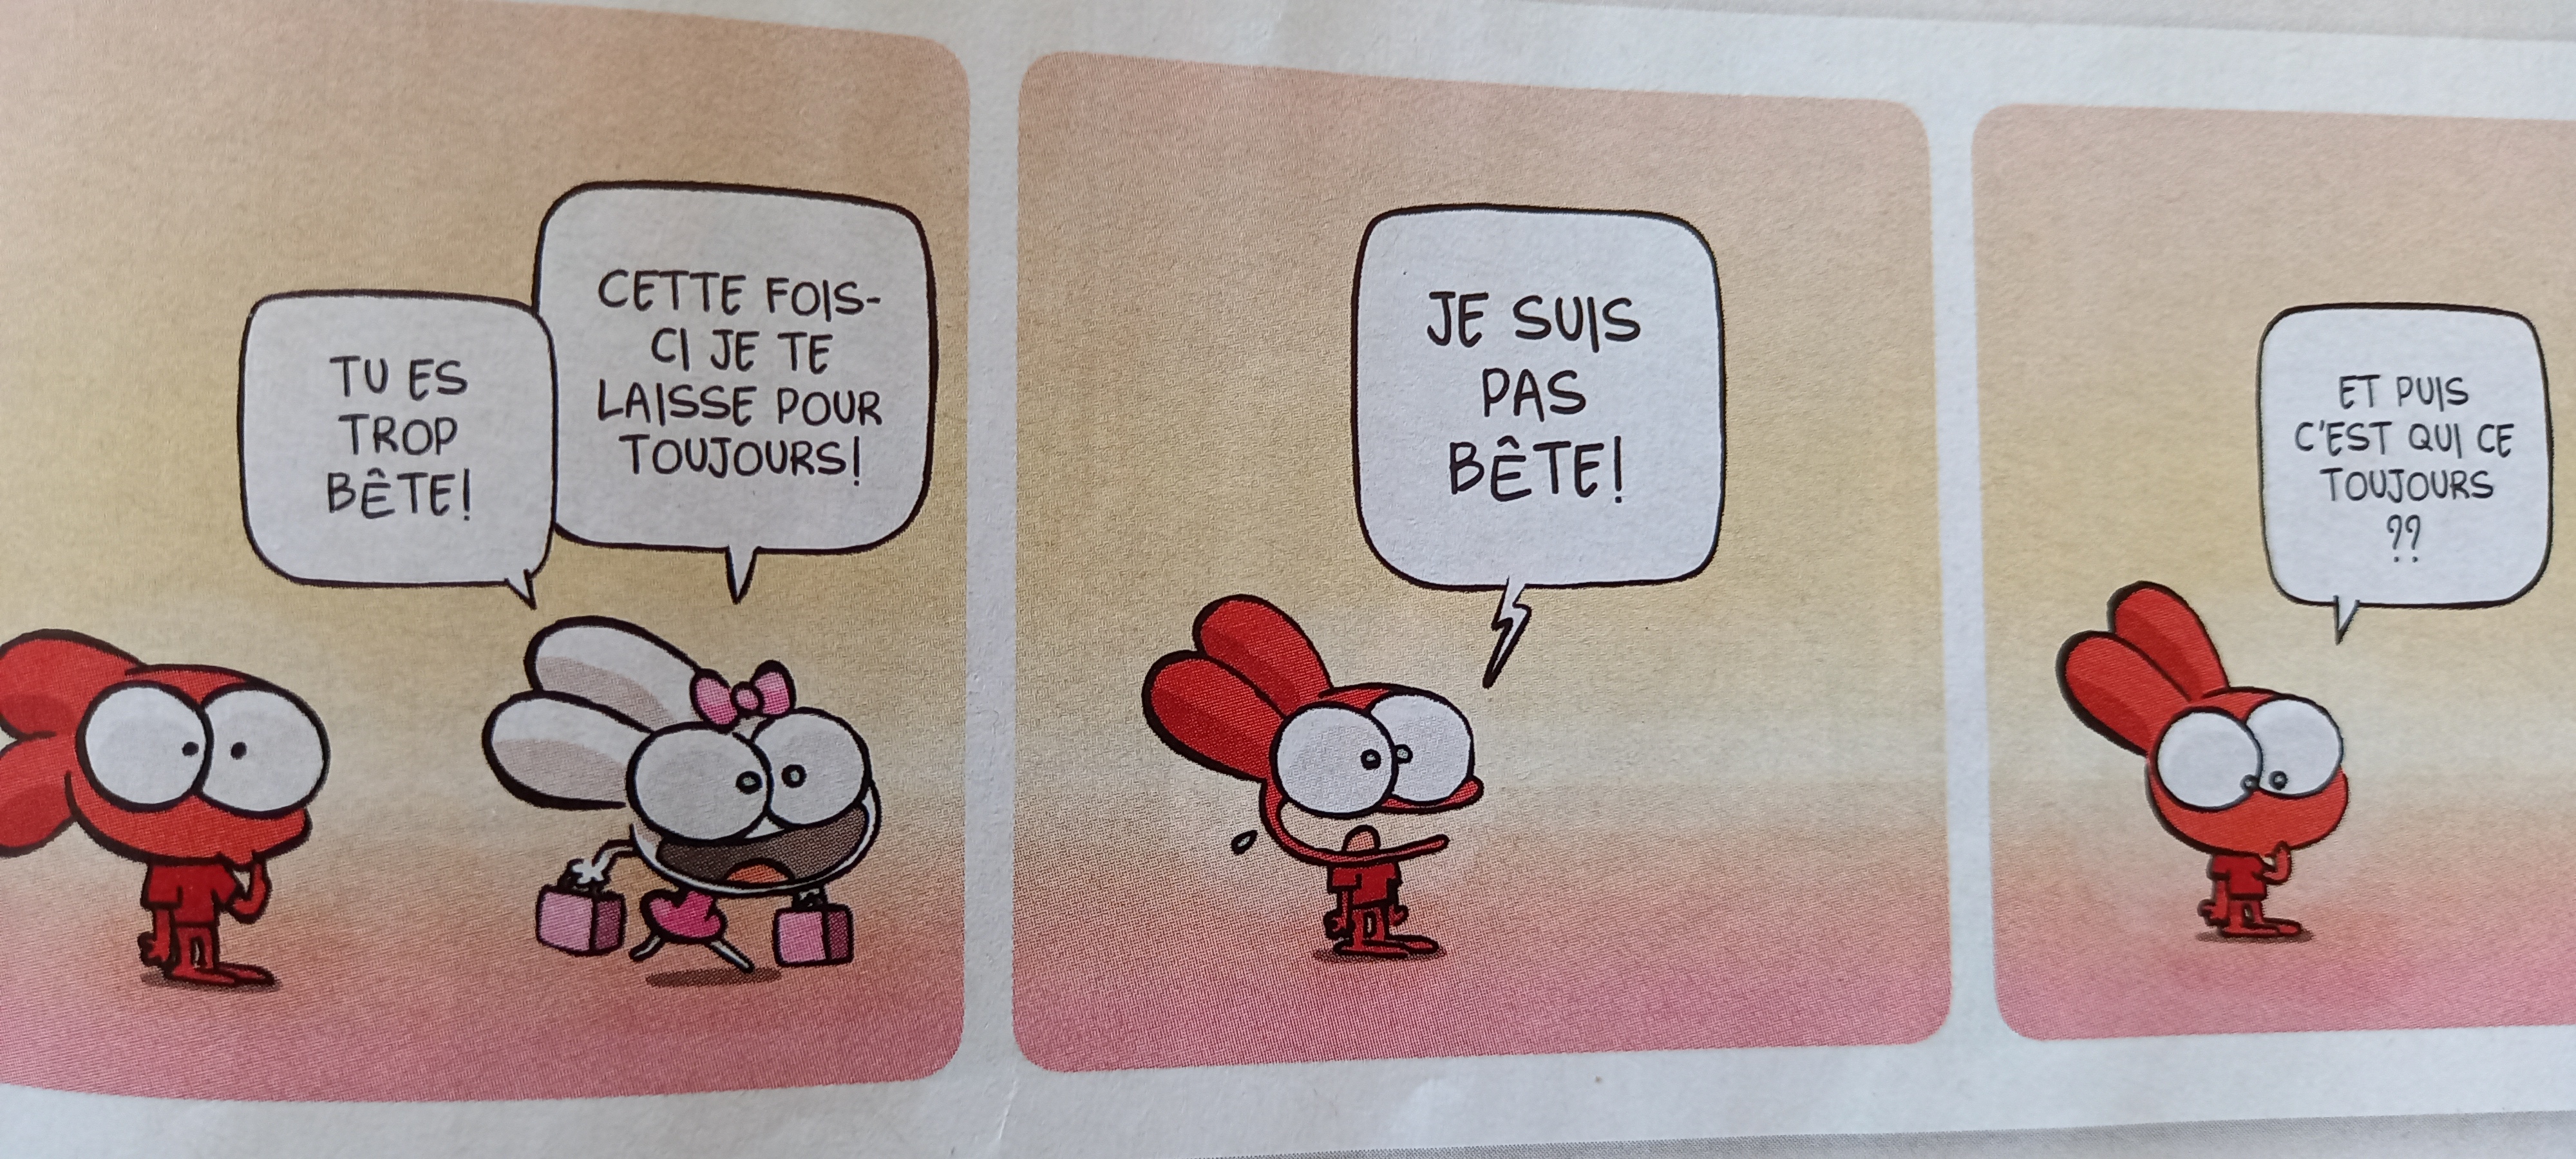 TU ES
TROP
BÊTE!
CETTE FOIS-
CI JE TE
LAISSE POUR
TOUJOURS!
JE SUIS
PAS
BÊTE!
ET PUIS
C'EST QUI CE
TOUJOURS
??